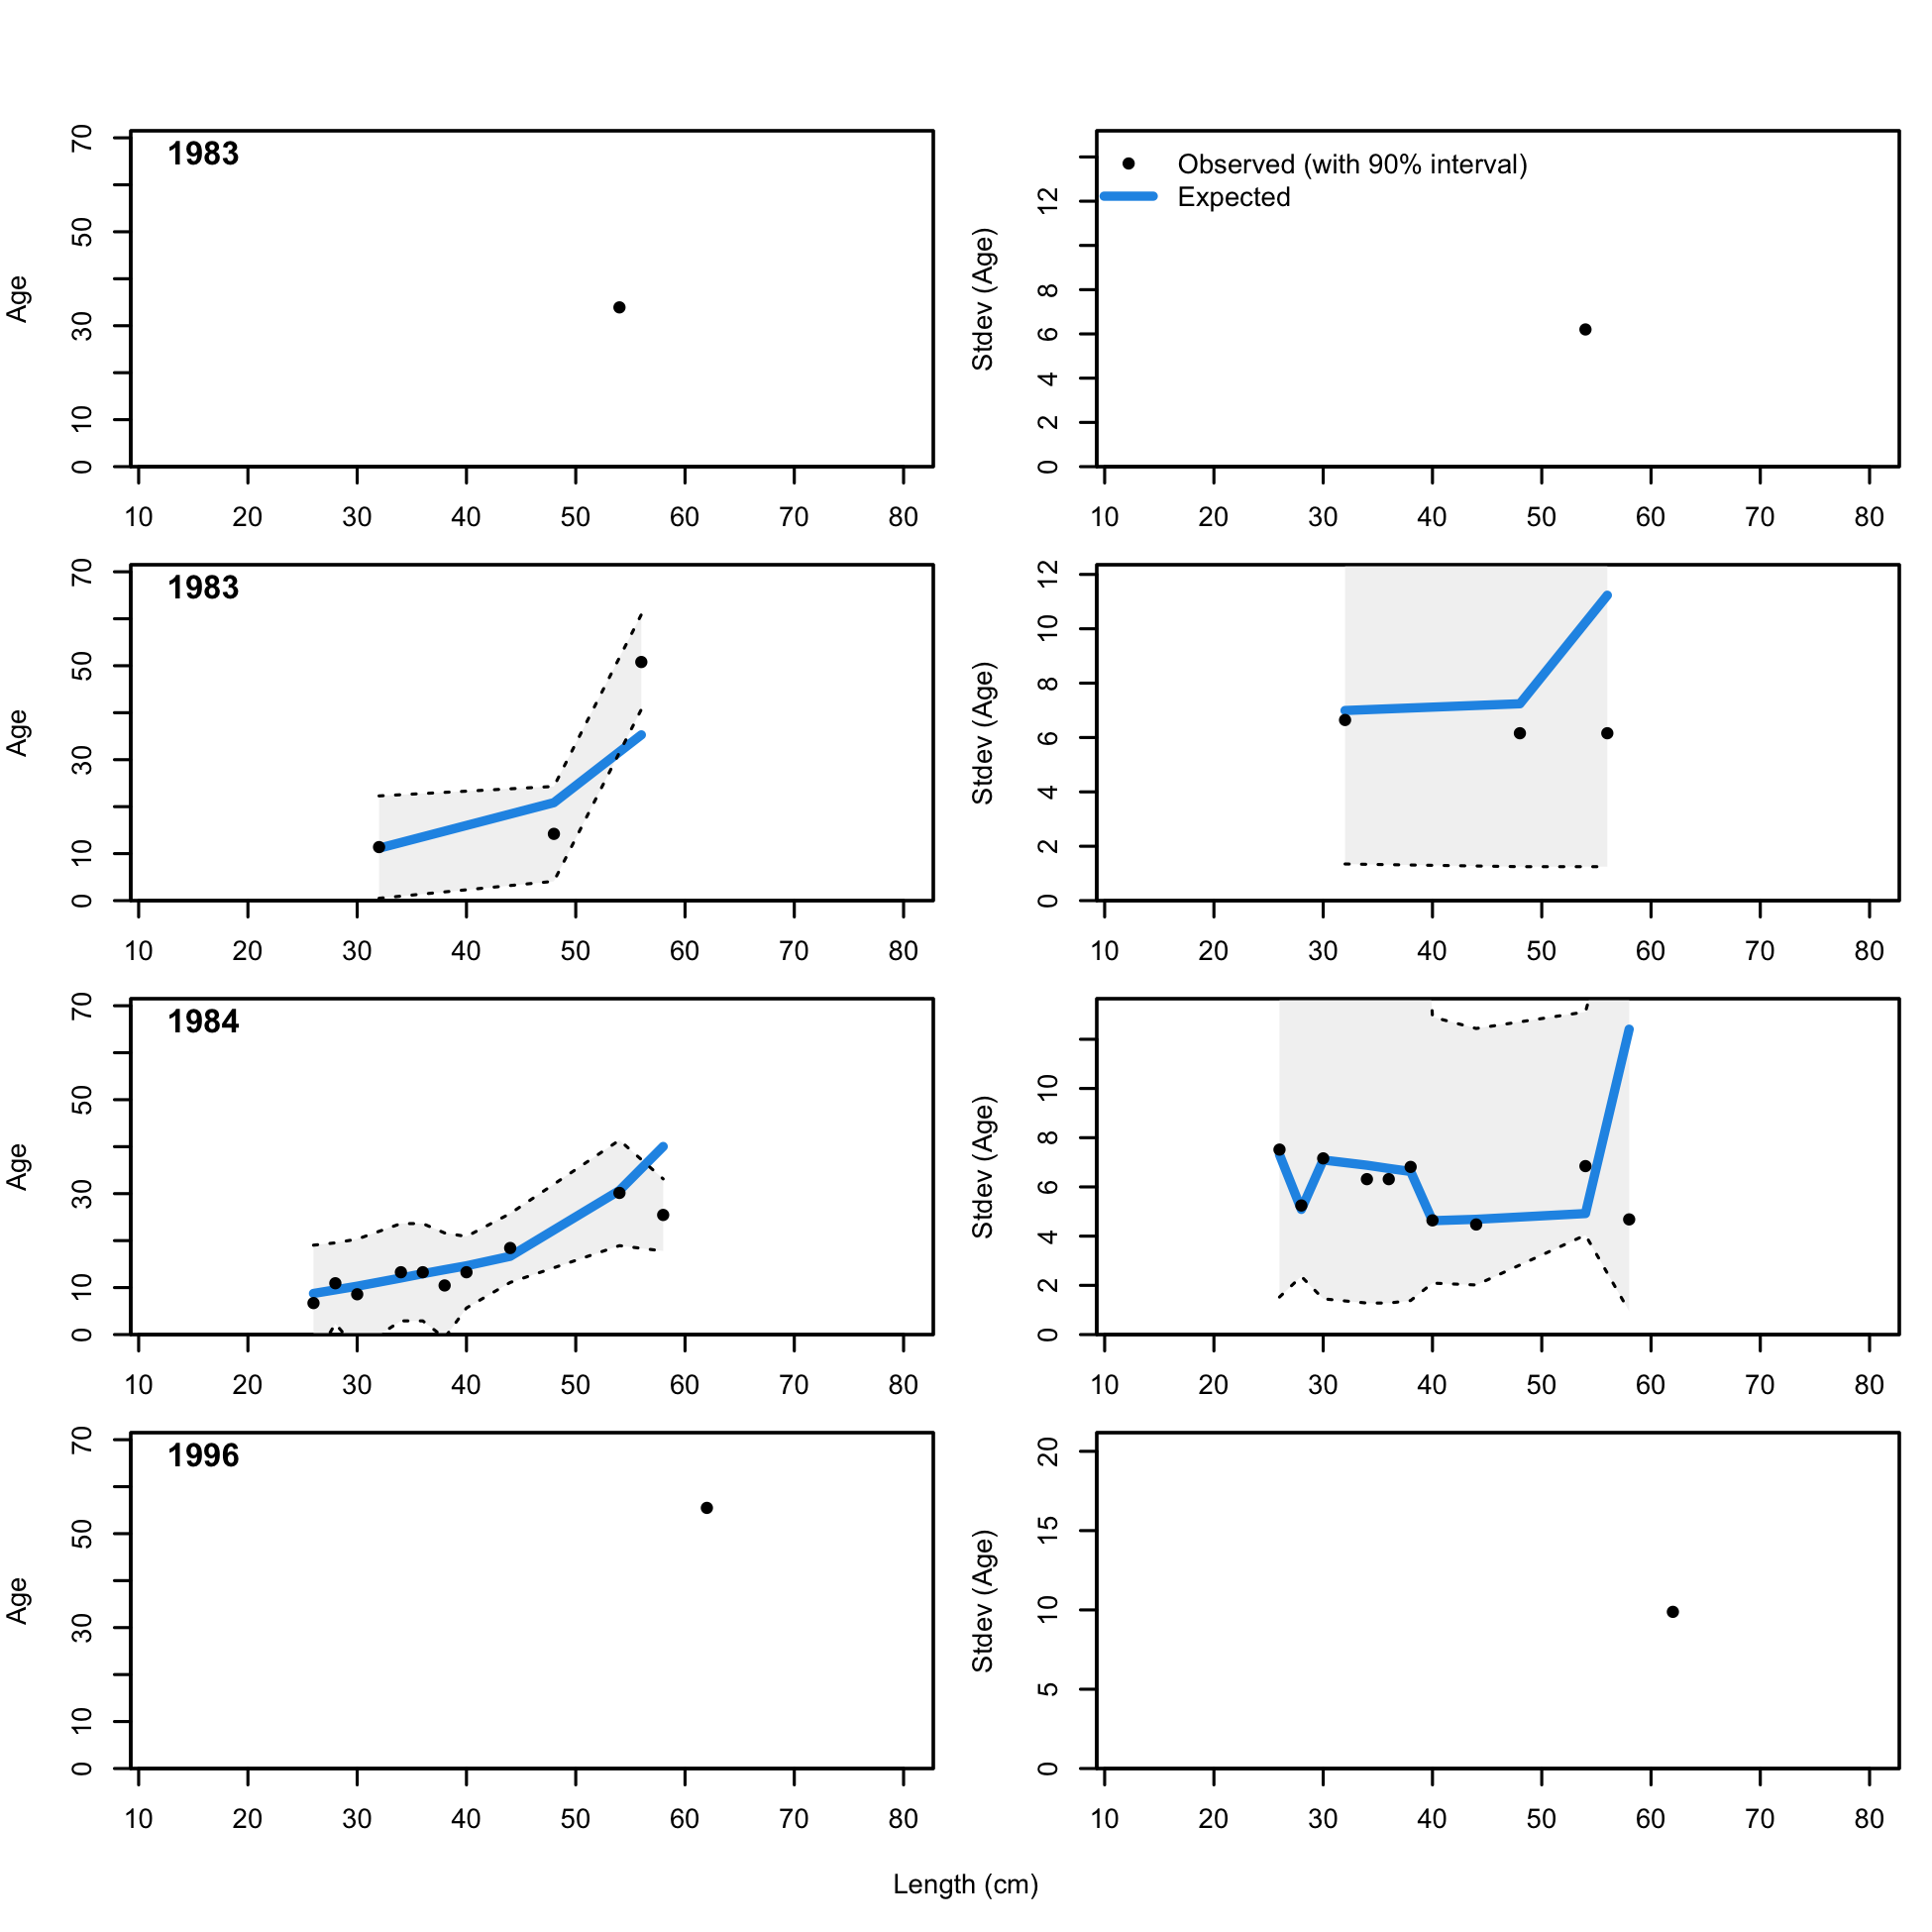 1983
Age
0 10 30 50 70
10 20 30 40 50 60 70 80
Observed (with 90% interval)
Expected
Stdev (Age)
0 2 4 6 8 12
10 20 30 40 50 60 70 80
1983
Age
0 10 30 50 70
10 20 30 40 50 60 70 80
Stdev (Age)
0 2 4 6 8 10 12
10 20 30 40 50 60 70 80
1984
Age
0 10 30 50 70
10 20 30 40 50 60 70 80
Stdev (Age)
0 2 4 6 8 10
10 20 30 40 50 60 70 80
1996
Age
0 10 30 50 70
10 20 30 40 50 60 70 80
Stdev (Age)
0 5 10 15 20
10 20 30 40 50 60 70 80
Length (cm)